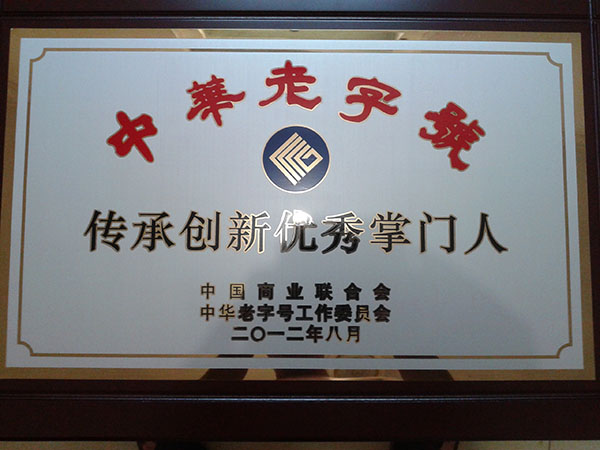 中華老字號
传承创新优秀掌门人
中国商业联合会
中华老字号工作委员会
二〇一二年八月